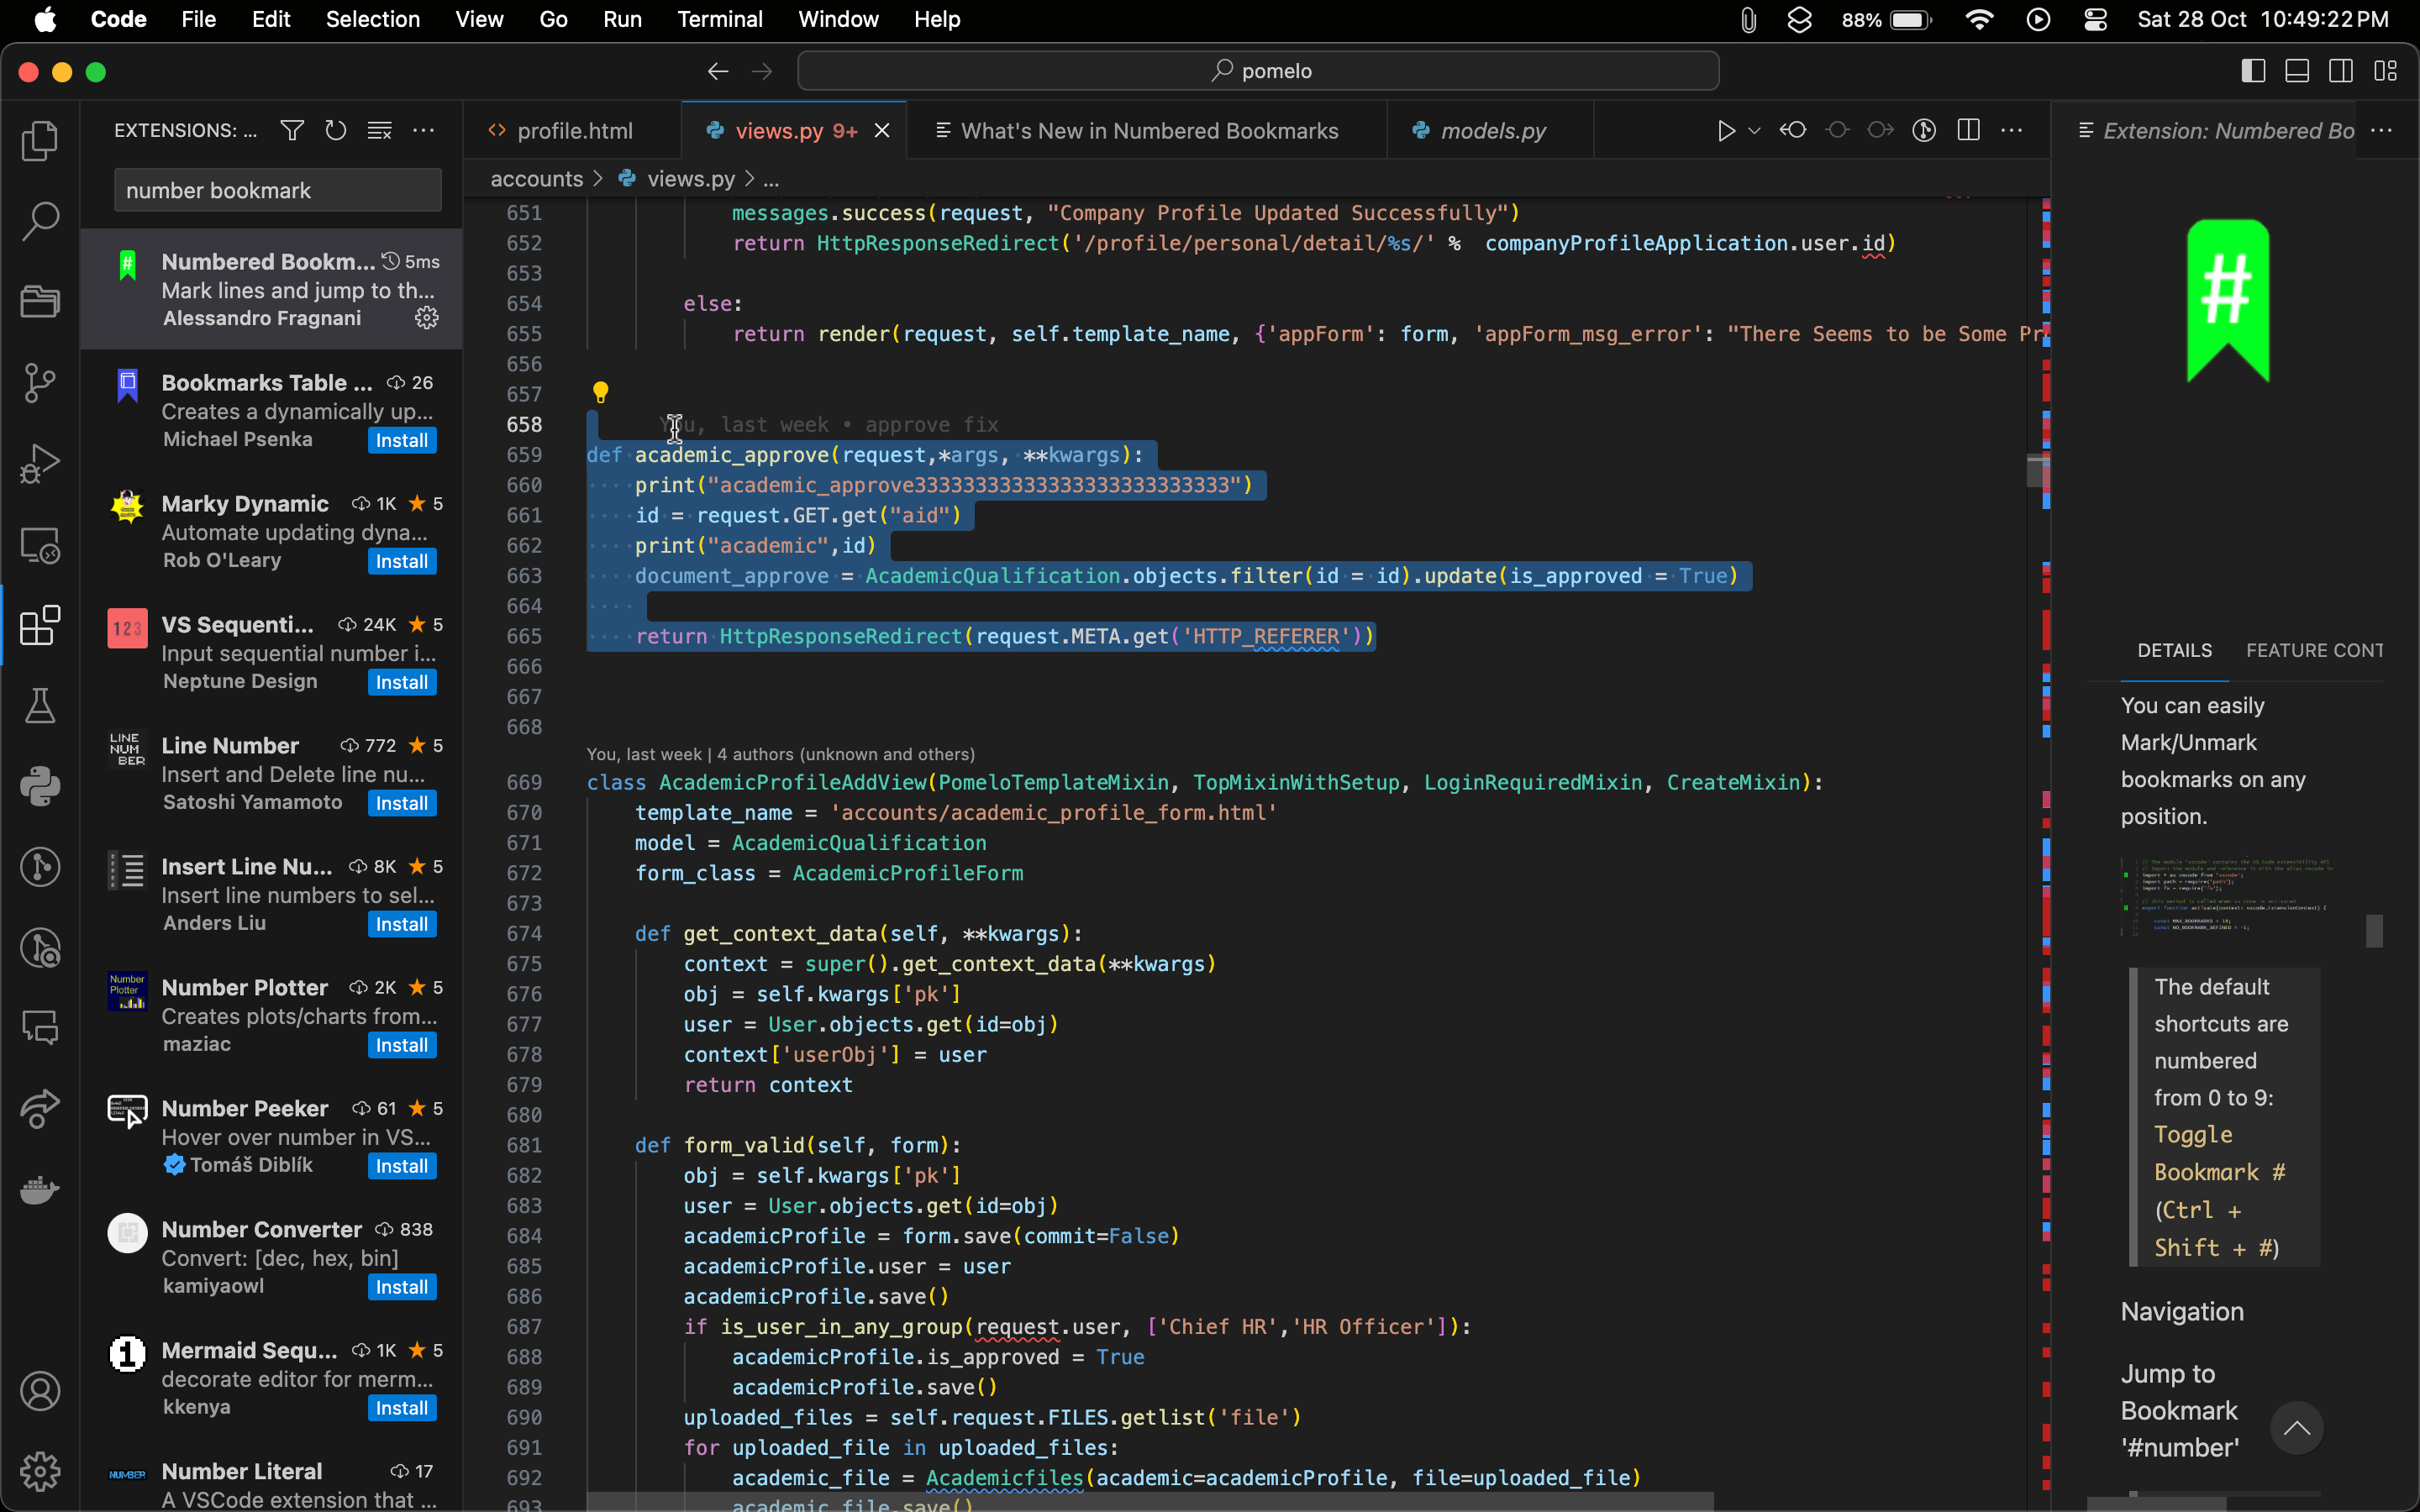 Code File Edit Selection View Go Run Terminal Window Help 88% Sat 28 Oct 10:49:22 PM
pomelo
EXTENSIONS: ...
number bookmark
Numbered Bookm... 5ms
Mark lines and jump to th...
Alessandro Fragnani
Bookmarks Table ... 26
Creates a dynamically up...
Michael Psenka Install
Marky Dynamic 1K ★ 5
Automate updating dyna...
Rob O'Leary Install
123 VS Sequenti... 24K ★ 5
Input sequential number i...
Neptune Design Install
LINE NUM BER Line Number 772 ★ 5
Insert and Delete line nu...
Satoshi Yamamoto Install
Insert Line Nu... 8K ★ 5
Insert line numbers to sel...
Anders Liu Install
Number Plotter Number Plotter 2K ★ 5
Creates plots/charts from...
maziac Install
Number Peeker 61 ★ 5
Hover over number in VS...
Tomáš Diblík Install
Number Converter 838
Convert: [dec, hex, bin]
kamiyaowl Install
1 Mermaid Sequ... 1K ★ 5
decorate editor for merm...
kkenya Install
NUMBER Number Literal 17
A VSCode extension that ...
<> profile.html views.py 9+ What's New in Numbered Bookmarks models.py
accounts > views.py > ...
651 messages.success(request, "Company Profile Updated Successfully")
652 return HttpResponseRedirect('/profile/personal/detail/%s/' % companyProfileApplication.user.id)
653
654 else:
655 return render(request, self.template_name, {'appForm': form, 'appForm_msg_error': "There Seems to be Some Pr
656
657
658 You, last week • approve fix
659 def academic_approve(request,*args, **kwargs):
660 print("academic_approve33333333333333333333333333")
661 id = request.GET.get("aid")
662 print("academic",id)
663 document_approve = AcademicQualification.objects.filter(id = id).update(is_approved = True)
664
665 return HttpResponseRedirect(request.META.get('HTTP_REFERER'))
666
667
668
You, last week | 4 authors (unknown and others)
669 class AcademicProfileAddView(PomeloTemplateMixin, TopMixinWithSetup, LoginRequiredMixin, CreateMixin):
670 template_name = 'accounts/academic_profile_form.html'
671 model = AcademicQualification
672 form_class = AcademicProfileForm
673
674 def get_context_data(self, **kwargs):
675 context = super().get_context_data(**kwargs)
676 obj = self.kwargs['pk']
677 user = User.objects.get(id=obj)
678 context['userObj'] = user
679 return context
680
681 def form_valid(self, form):
682 obj = self.kwargs['pk']
683 user = User.objects.get(id=obj)
684 academicProfile = form.save(commit=False)
685 academicProfile.user = user
686 academicProfile.save()
687 if is_user_in_any_group(request.user, ['Chief HR','HR Officer']):
688 academicProfile.is_approved = True
689 academicProfile.save()
690 uploaded_files = self.request.FILES.getlist('file')
691 for uploaded_file in uploaded_files:
692 academic_file = Academicfiles(academic=academicProfile, file=uploaded_file)
693 academic_file.save()
Extension: Numbered Bo ...
#
DETAILS FEATURE CONT
You can easily
Mark/Unmark
bookmarks on any
position.
The default
shortcuts are
numbered
from 0 to 9:
Toggle
Bookmark #
(Ctrl +
Shift + #)
Navigation
Jump to
Bookmark
'#number'